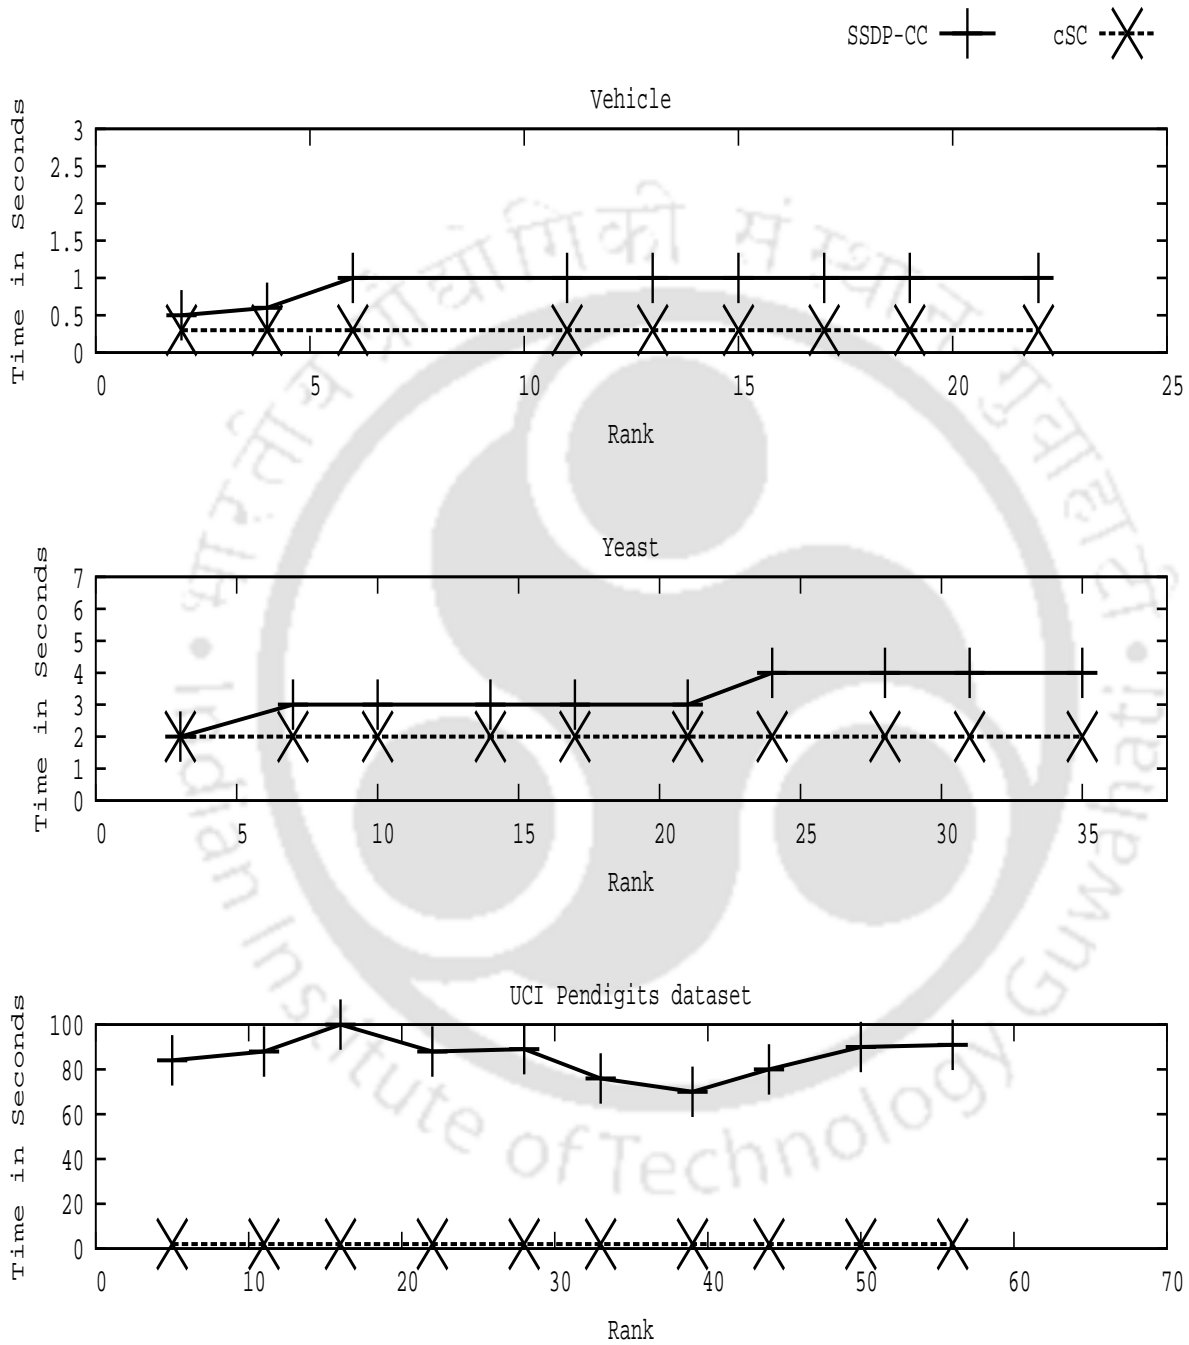 SSDP-CC cSC
Vehicle
Time in Seconds
3
2.5
2
1.5
1
0.5
0
0 5 10 15 20 25
Rank
Yeast
Time in Seconds
7
6
5
4
3
2
1
0
0 5 10 15 20 25 30 35
Rank
UCI Pendigits dataset
Time in Seconds
100
80
60
40
20
0
0 10 20 30 40 50 60 70
Rank
Indian Institute of Technology Guwahati